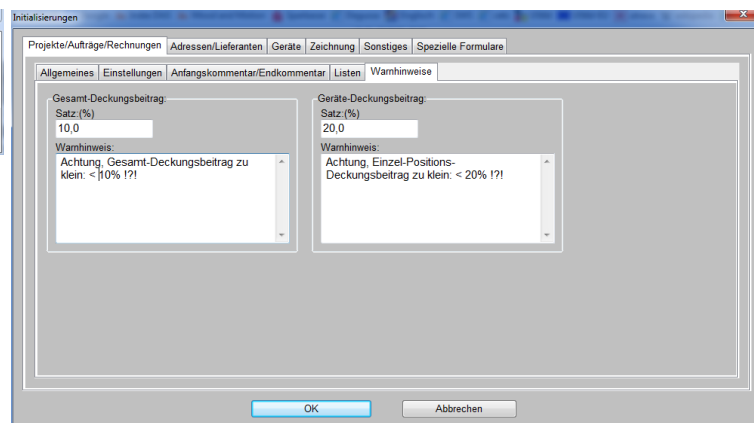 Initialisierungen
Projekte/Aufträge/Rechnungen Adressen/Lieferanten Geräte Zeichnung Sonstiges Spezielle Formulare
Allgemeines Einstellungen Anfangskommentar/Endkommentar Listen Warnhinweise
Gesamt-Deckungsbeitrag:
Satz:(%)
10,0
Warnhinweis:
Achtung, Gesamt-Deckungsbeitrag zu
klein: < 10% !?!
Geräte-Deckungsbeitrag:
Satz:(%)
20,0
Warnhinweis:
Achtung, Einzel-Positions-
Deckungsbeitrag zu klein: < 20% !?!
OK Abbrechen